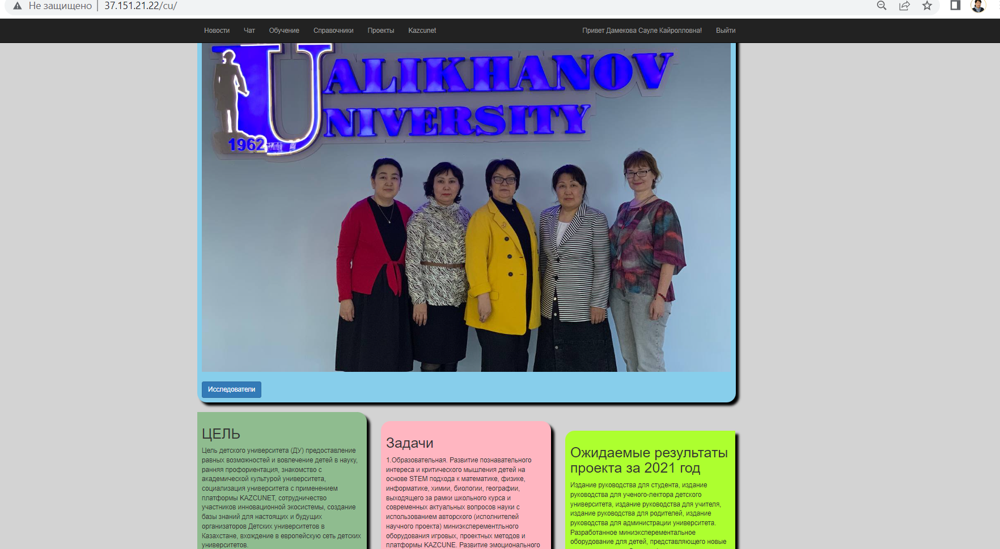 Не защищено | 37.151.21.22/cu/
Новости Чат Обучение Справочники Проекты Kazcunet Привет Дамекова Сауле Кайролловна! Выйти
UALIKHANOV
UNIVERSITY
1962
Исследователи
ЦЕЛЬ
Цель детского университета (ДУ) предоставление
равных возможностей и вовлечение детей в науку,
ранняя профориентация, знакомство с
академической культурой университета,
социализация университета с применением
платформы KAZCUNET, сотрудничество
участников инновационной экосистемы, создание
базы знаний для настоящих и будущих
организаторов Детских университетов в
Казахстане, вхождение в европейскую сеть детских
университетов.
Задачи
1.Образовательная. Развитие познавательного
интереса и критического мышления детей на
основе STEM подхода к математике, физике,
информатике, химии, биологии, географии,
выходящего за рамки школьного курса и
современных актуальных вопросов науки с
использованием авторского (исполнителей
научного проекта) миниэксперементльного
оборудования игровых, проектных методов и
платформы KAZCUNE. Развитие эмоционального
Ожидаемые результаты
проекта за 2021 год
Издание руководства для студента, издание
руководства для ученого-лектора детского
университета, издание руководства для учителя,
издание руководства для родителей, издание
руководства для администрации университета.
Разработанное миниэксперементальное
оборудование для детей, представляющего новые